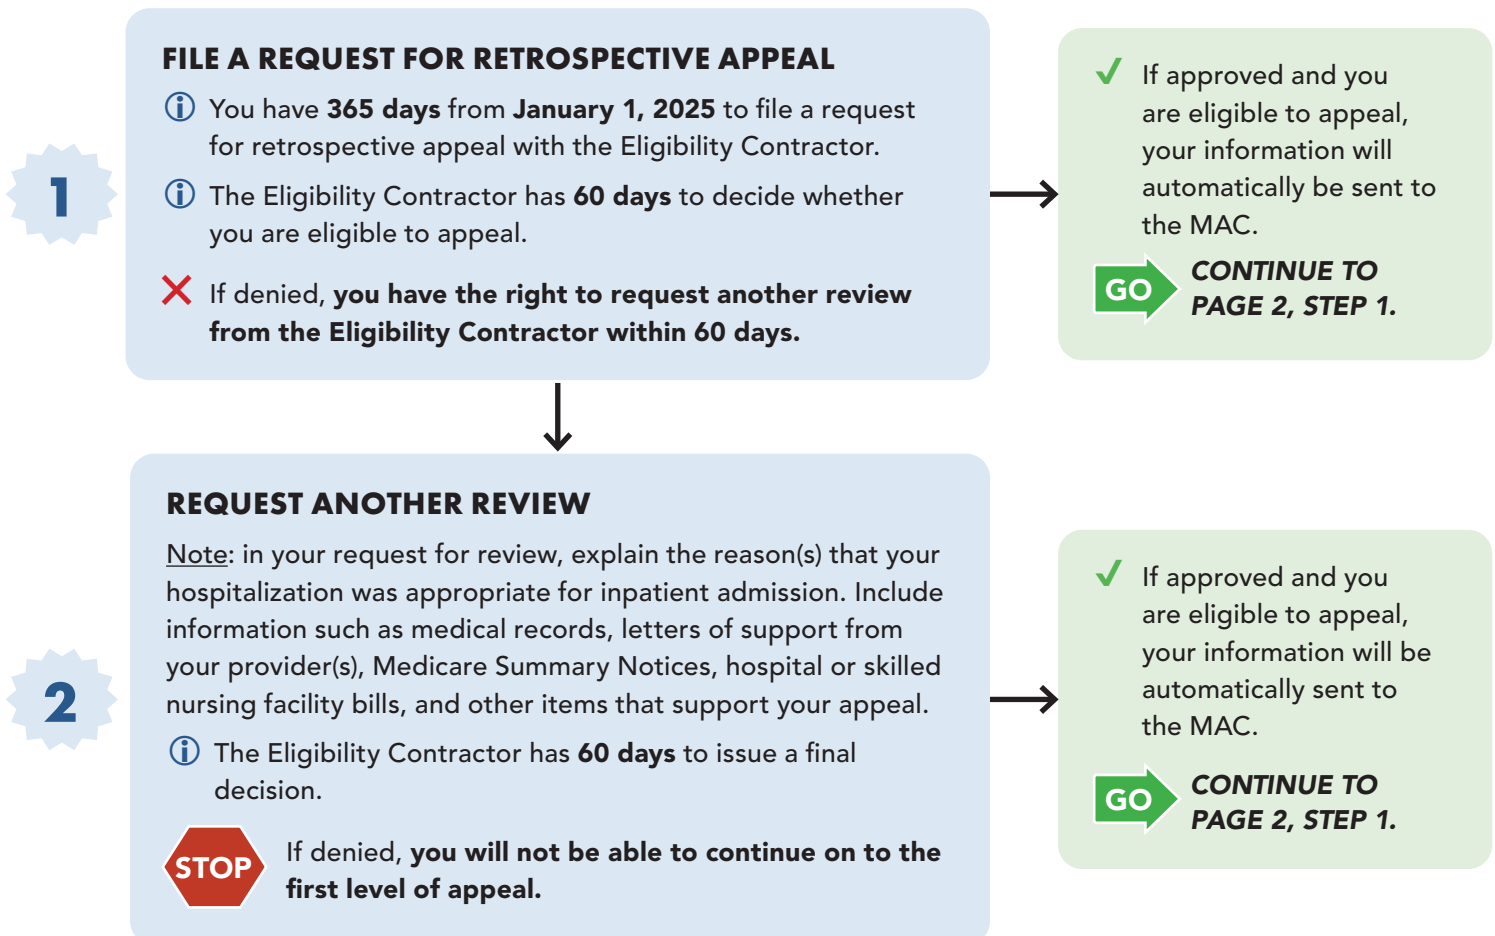 1
FILE A REQUEST FOR RETROSPECTIVE APPEAL
You have 365 days from January 1, 2025 to file a request
for retrospective appeal with the Eligibility Contractor.
The Eligibility Contractor has 60 days to decide whether
you are eligible to appeal.
If denied, you have the right to request another review
from the Eligibility Contractor within 60 days.
If approved and you
are eligible to appeal,
your information will
automatically be sent to
the MAC.
GO
CONTINUE TO
PAGE 2, STEP 1.
2
REQUEST ANOTHER REVIEW
Note: in your request for review, explain the reason(s) that your
hospitalization was appropriate for inpatient admission. Include
information such as medical records, letters of support from
your provider(s), Medicare Summary Notices, hospital or skilled
nursing facility bills, and other items that support your appeal.
The Eligibility Contractor has 60 days to issue a final
decision.
STOP
If denied, you will not be able to continue on to the
first level of appeal.
If approved and you
are eligible to appeal,
your information will be
automatically sent to
the MAC.
GO
CONTINUE TO
PAGE 2, STEP 1.